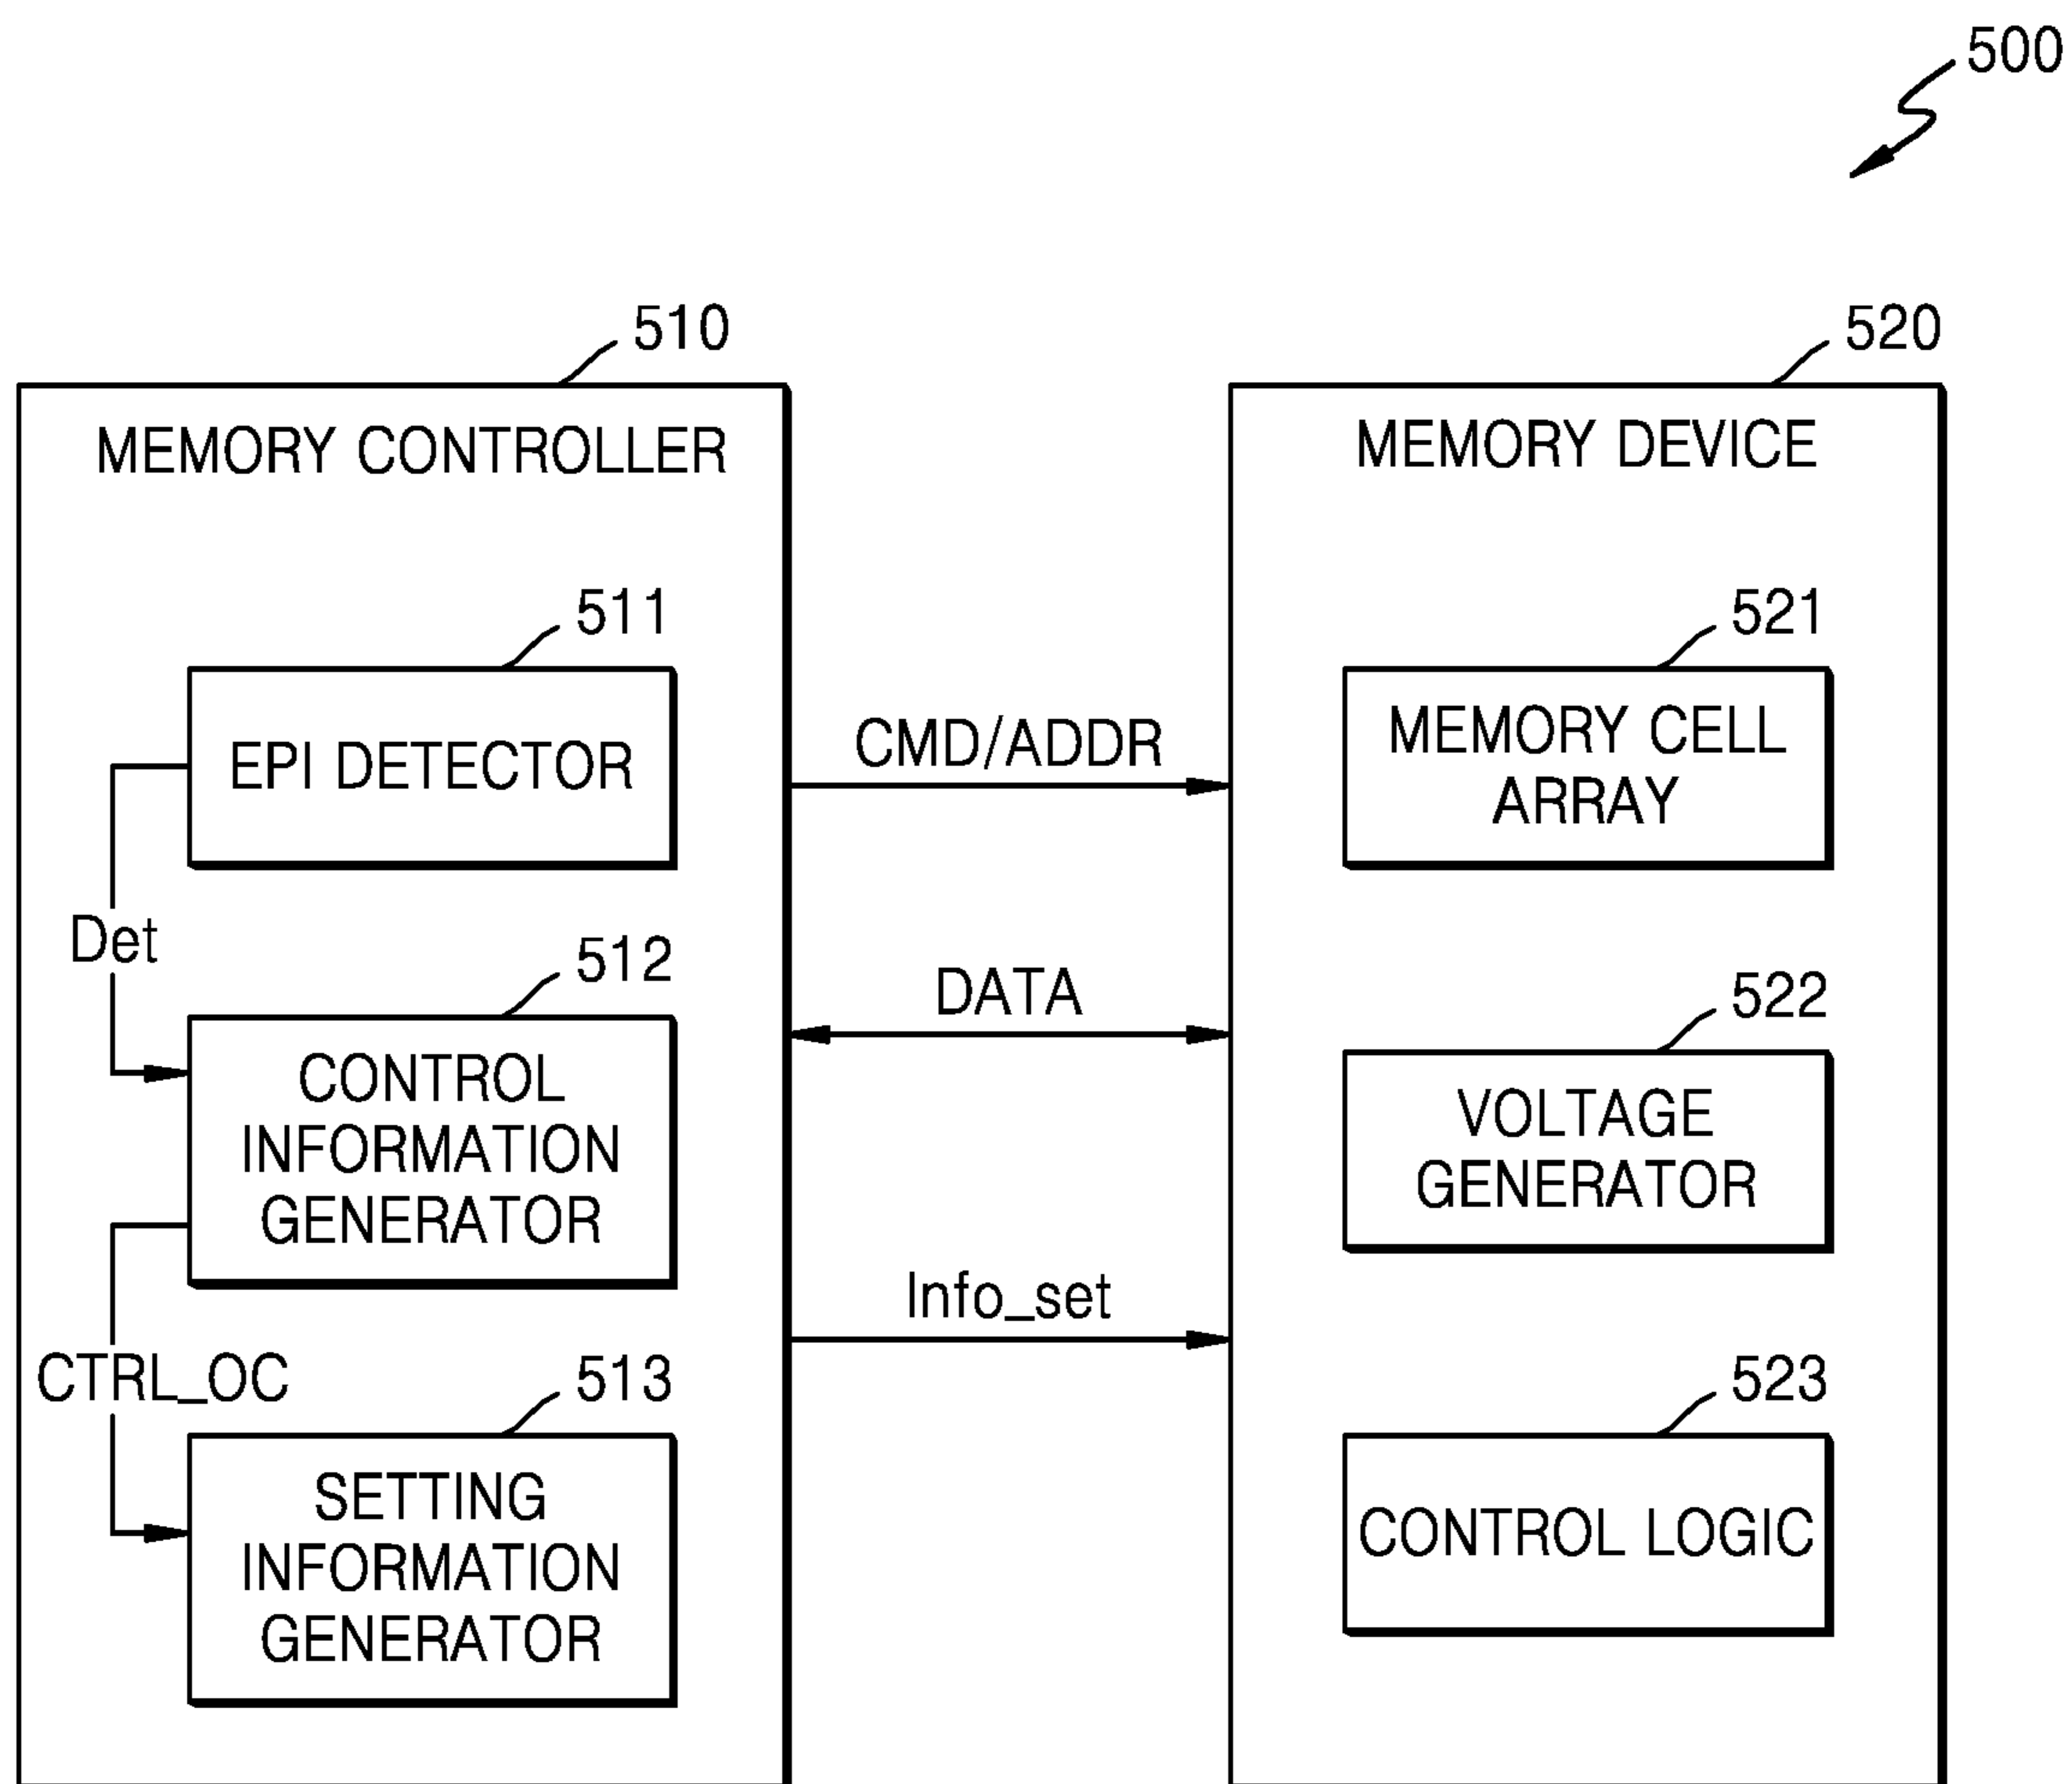 500
510
520
MEMORY CONTROLLER
MEMORY DEVICE
511
521
EPI DETECTOR
CMD/ADDR
MEMORY CELL
ARRAY
Det
512
DATA
522
CONTROL
INFORMATION
GENERATOR
VOLTAGE
GENERATOR
Info_set
CTRL_OC
513
523
SETTING
INFORMATION
GENERATOR
CONTROL LOGIC